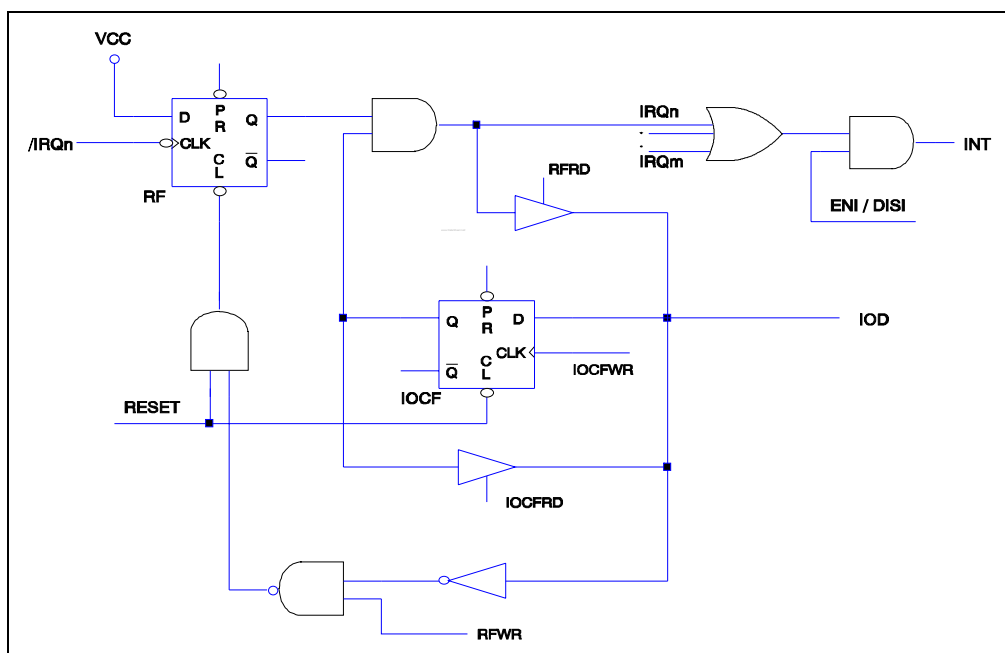 VCC
D
P
R
Q
/IRQn
CLK
C
L
Q
RF
IRQn
:
IRQm
INT
RFRD
ENI / DISI
Q
P
R
D
IOD
CLK
C
L
Q
IOCFWR
IOCF
RESET
IOCFRD
RFWR